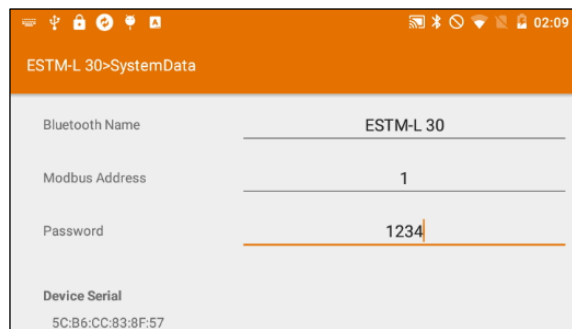 02:09
ESTM-L 30>SystemData
Bluetooth Name ESTM-L 30
Modbus Address 1
Password 1234
Device Serial
5C:B6:CC:83:8F:57